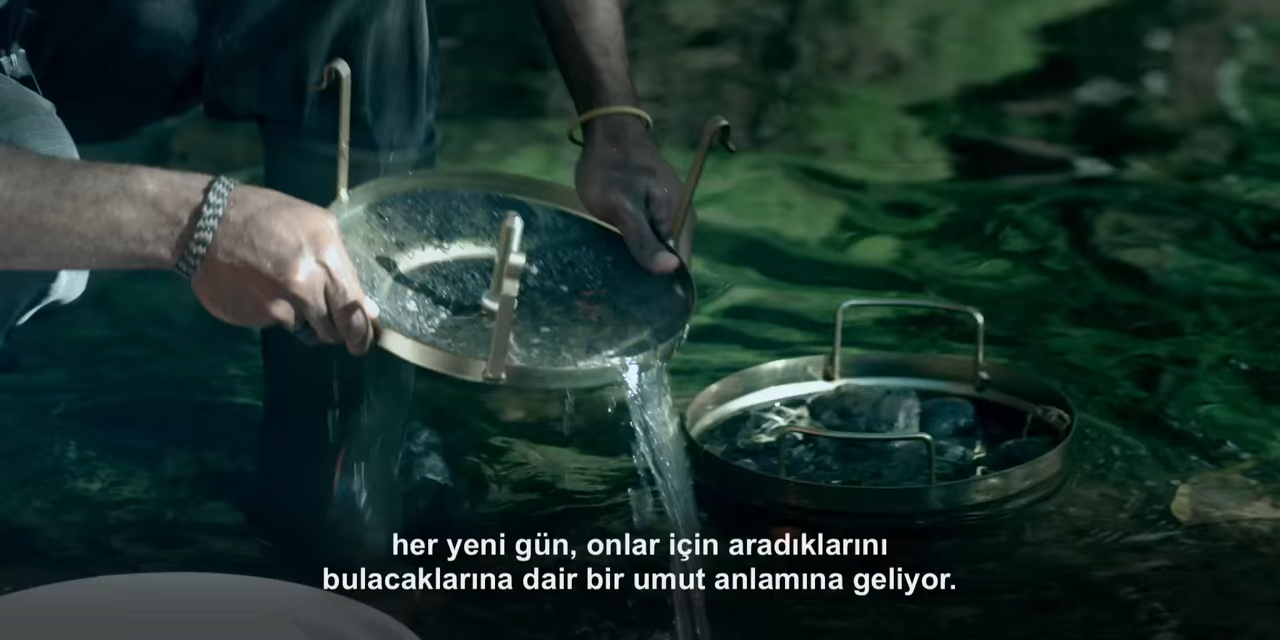 her yeni gün, onlar için aradıklarını
bulacaklarına dair bir umut anlamına geliyor.